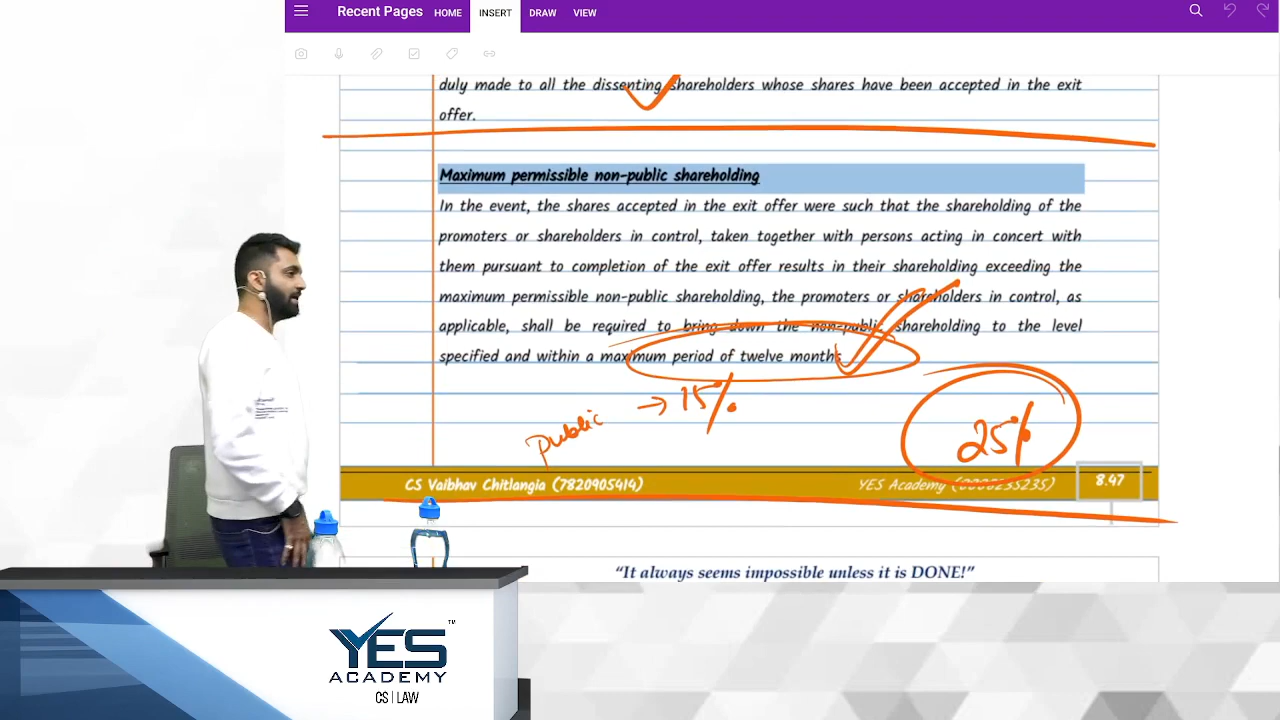 Recent Pages HOME INSERT DRAW VIEW
duly made to all the dissenting shareholders whose shares have been accepted in the exit
offer.
Maximum permissible non-public shareholding
In the event, the shares accepted in the exit offer were such that the shareholding of the
promoters or shareholders in control, taken together with persons acting in concert with
them pursuant to completion of the exit offer results in their shareholding exceeding the
maximum permissible non-public shareholding, the promoters or shareholders in control, as
applicable, shall be required to bring down the non-public shareholding to the level
specified and within a maximum period of twelve months.
public → 15%
25%
CS Vaibhav Chitlangia (7820905414) YES Academy (8888235235) 8.47
“It always seems impossible unless it is DONE!”
YES™
ACADEMY
CS | LAW